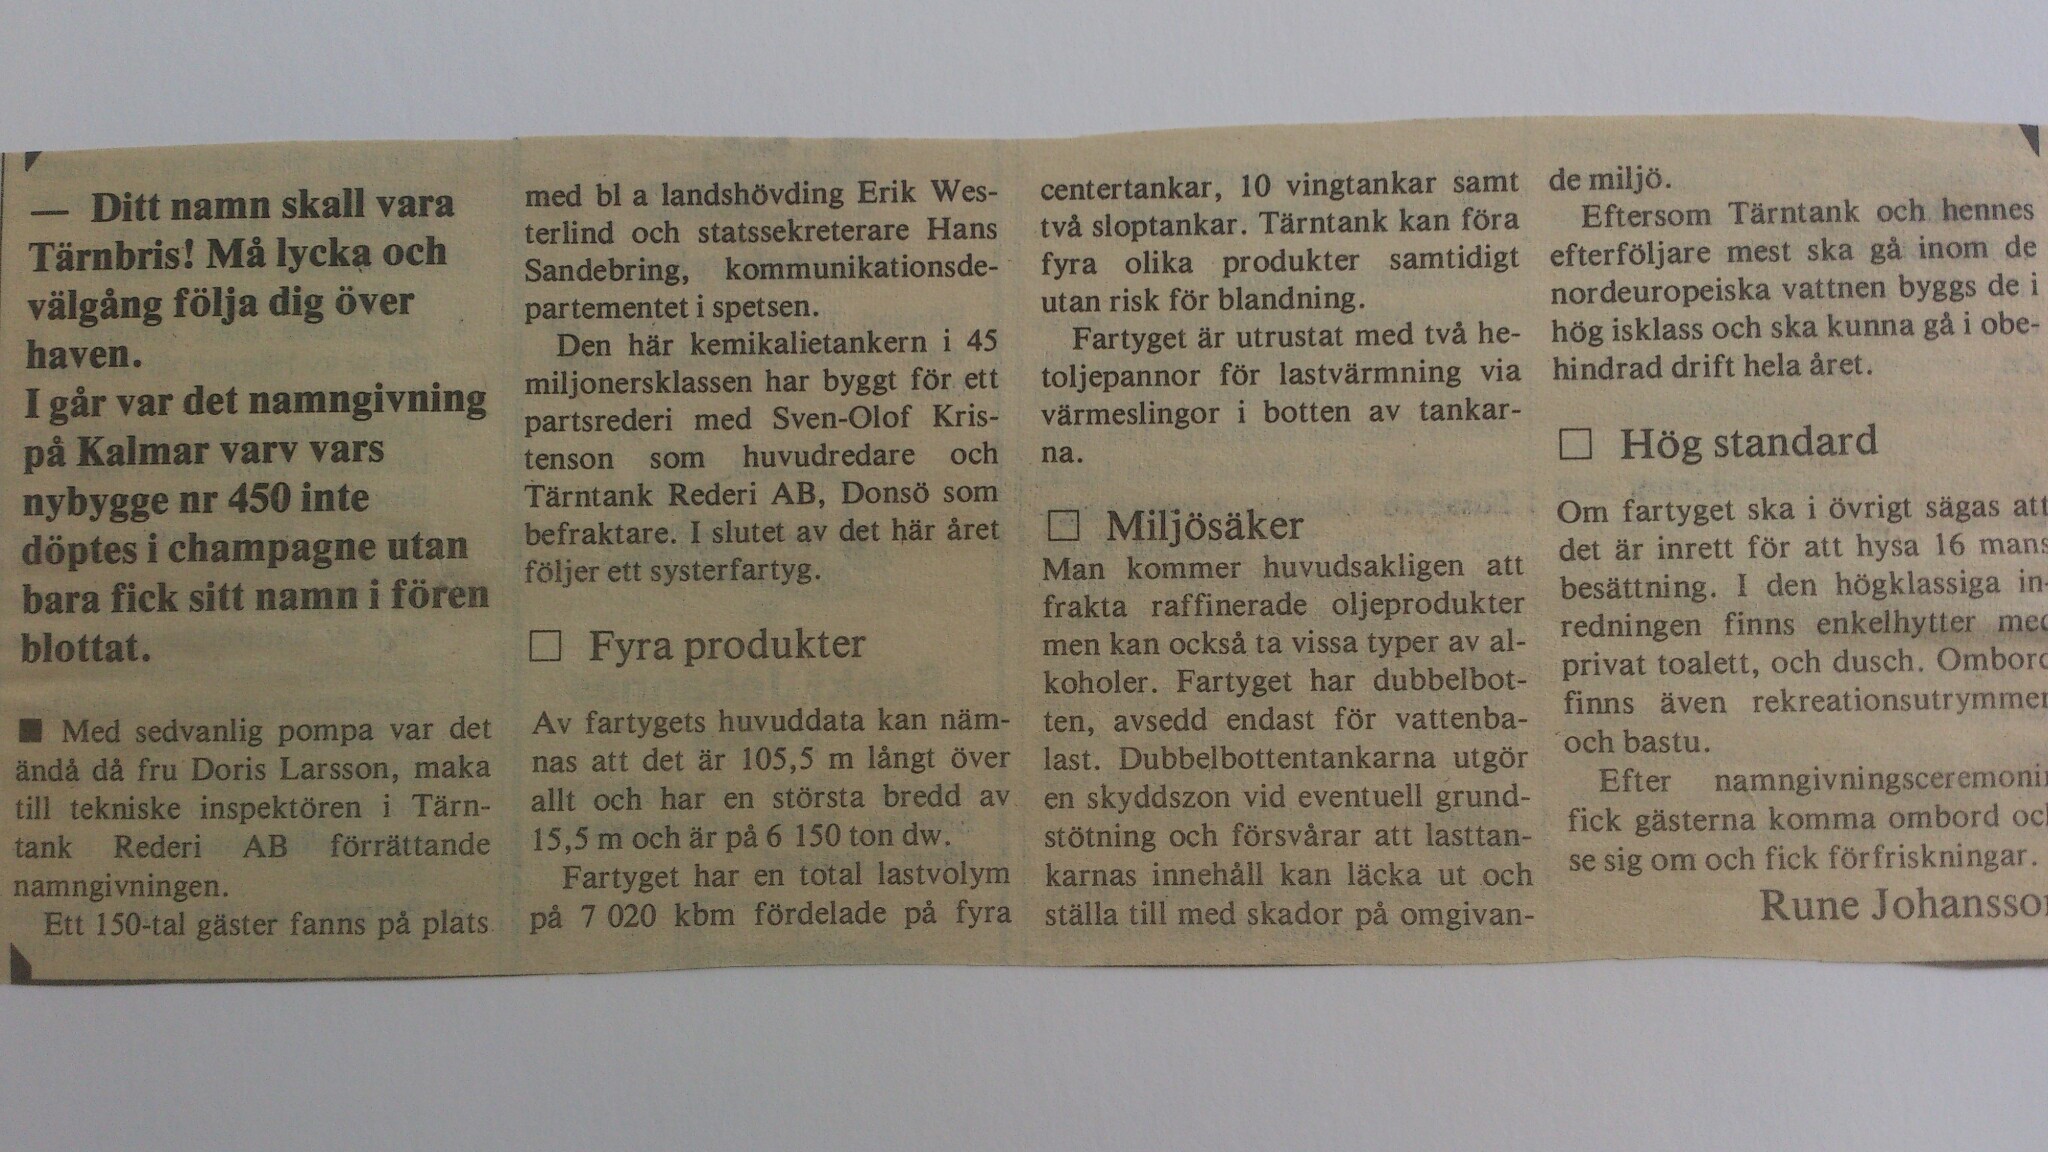 — Ditt namn skall vara
Tärnbris! Må lycka och
välgång följa dig över
haven.
I går var det namngivning
på Kalmar varv vars
nybygge nr 450 inte
döptes i champagne utan
bara fick sitt namn i fören
blottat.
■ Med sedvanlig pompa var det
ändå då fru Doris Larsson, maka
till tekniske inspektören i Tärn-
tank Rederi AB förrättande
namngivningen.
Ett 150-tal gäster fanns på plats
med bl a landshövding Erik Wes-
terlind och statssekreterare Hans
Sandebring, kommunikationsde-
partementet i spetsen.
Den här kemikalietankern i 45
miljonersklassen har byggt för ett
partsrederi med Sven-Olof Kris-
tenson som huvudredare och
Tärntank Rederi AB, Donsö som
befraktare. I slutet av det här året
följer ett systerfartyg.
□ Fyra produkter
Av fartygets huvuddata kan näm-
nas att det är 105,5 m långt över
allt och har en största bredd av
15,5 m och är på 6 150 ton dw.
Fartyget har en total lastvolym
på 7 020 kbm fördelade på fyra
centertankar, 10 vingtankar samt
två sloptankar. Tärntank kan föra
fyra olika produkter samtidigt
utan risk för blandning.
Fartyget är utrustat med två he-
toljepannor för lastvärmning via
värmeslingor i botten av tankar-
na.
□ Miljösäker
Man kommer huvudsakligen att
frakta raffinerade oljeprodukter
men kan också ta vissa typer av al-
koholer. Fartyget har dubbelbot-
ten, avsedd endast för vattenba-
last. Dubbelbottentankarna utgör
en skyddszon vid eventuell grund-
stötning och försvårar att lasttan-
karnas innehåll kan läcka ut och
ställa till med skador på omgivan-
de miljö.
Eftersom Tärntank och hennes
efterföljare mest ska gå inom de
nordeuropeiska vattnen byggs de i
hög isklass och ska kunna gå i obe-
hindrad drift hela året.
□ Hög standard
Om fartyget ska i övrigt sägas att
det är inrett för att hysa 16 mans
besättning. I den högklassiga in-
redningen finns enkelhytter med
privat toalett, och dusch. Ombord
finns även rekreationsutrymmen
och bastu.
Efter namngivningsceremonin
fick gästerna komma ombord och
se sig om och fick förfriskningar.
Rune Johansson